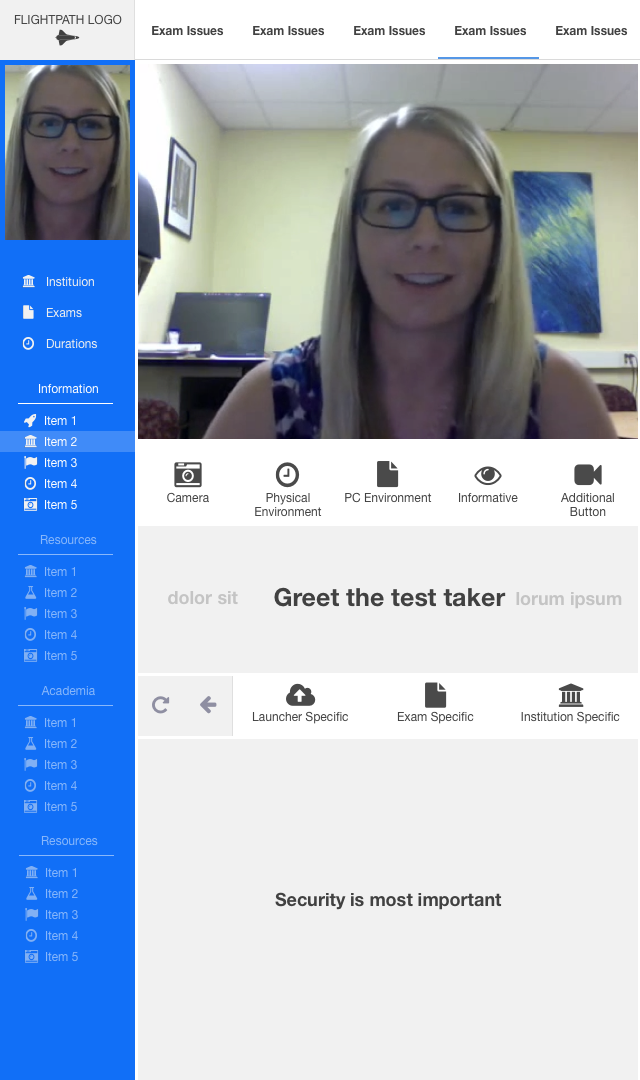 FLIGHTPATH LOGO
Exam Issues
Exam Issues
Exam Issues
Exam Issues
Exam Issues
Instituion
Exams
Durations
Information
Item 1
Item 2
Item 3
Item 4
Item 5
Resources
Item 1
Item 2
Item 3
Item 4
Item 5
Academia
Item 1
Item 2
Item 3
Item 4
Item 5
Resources
Item 1
Item 2
Item 3
Item 4
Item 5
Camera
Physical
Environment
PC Environment
Informative
Additional
Button
dolor sit
Greet the test taker
lorum ipsum
Launcher Specific
Exam Specific
Institution Specific
Security is most important